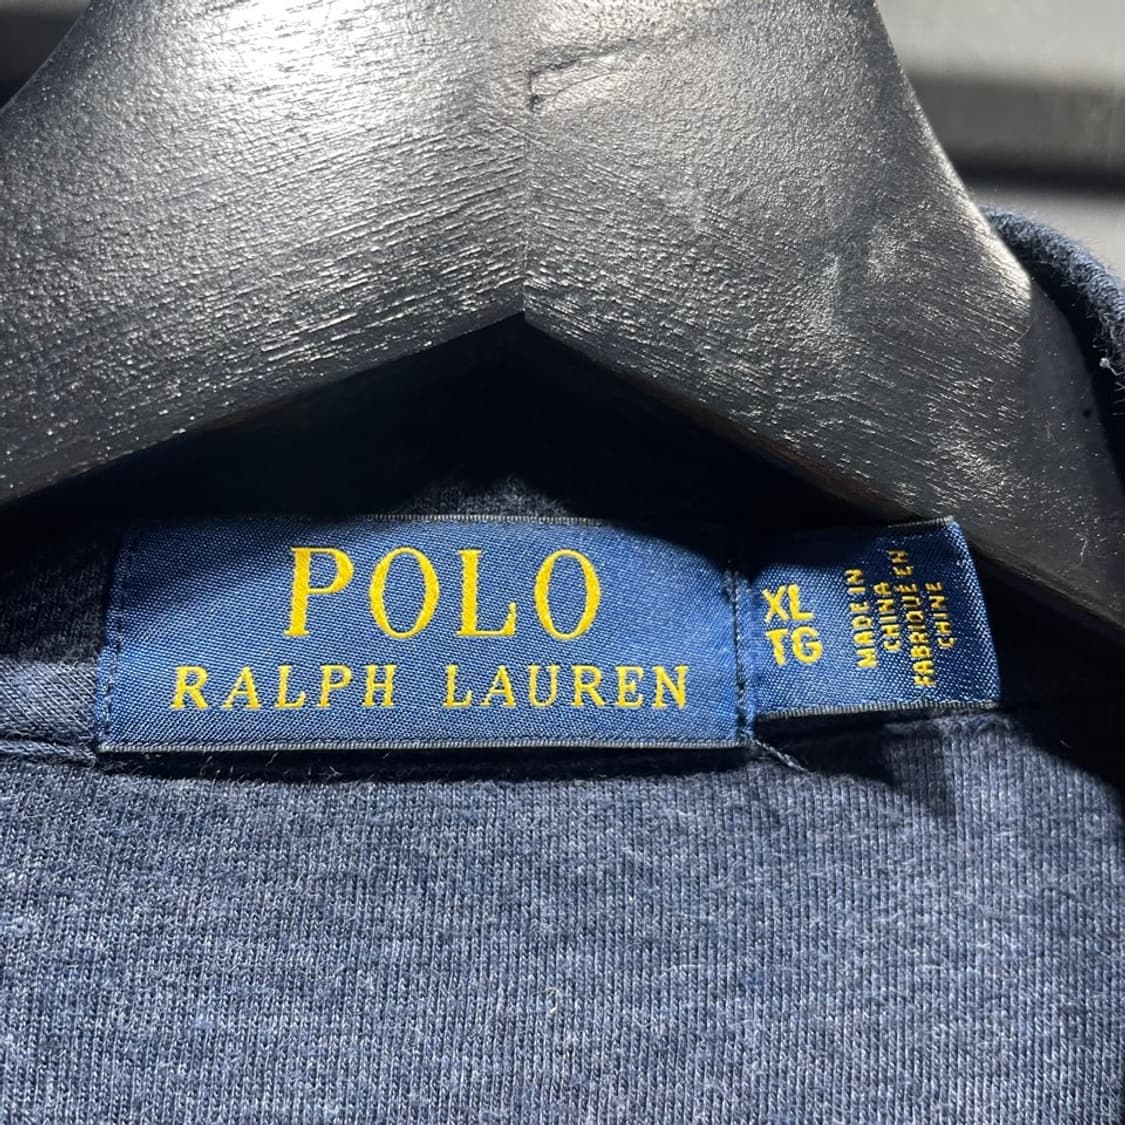 POLO
RALPH LAUREN
XL
TG
MADE IN
CHINA
FABRIQUÉ EN
CHINE